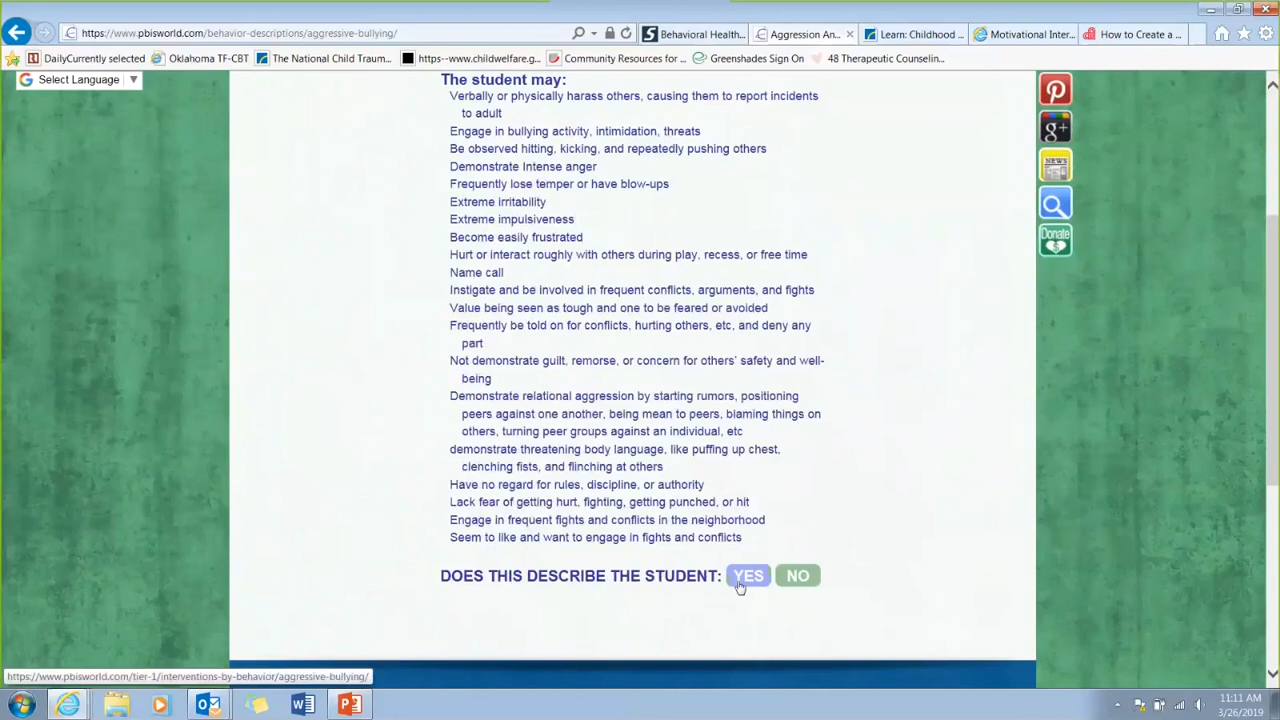 https://www.pbisworld.com/behavior-descriptions/aggressive-bullying/
Behavioral Health...
Aggression An...
Learn: Childhood ...
Motivational Inter...
How to Create a ...
DailyCurrently selected
Oklahoma TF-CBT
The National Child Traum...
https--www.childwelfare.g...
Community Resources for ...
Greenshades Sign On
48 Therapeutic Counselin...
Select Language
The student may:
Verbally or physically harass others, causing them to report incidents
to adult
Engage in bullying activity, intimidation, threats
Be observed hitting, kicking, and repeatedly pushing others
Demonstrate Intense anger
Frequently lose temper or have blow-ups
Extreme irritability
Extreme impulsiveness
Become easily frustrated
Hurt or interact roughly with others during play, recess, or free time
Name call
Instigate and be involved in frequent conflicts, arguments, and fights
Value being seen as tough and one to be feared or avoided
Frequently be told on for conflicts, hurting others, etc, and deny any
part
Not demonstrate guilt, remorse, or concern for others' safety and well-
being
Demonstrate relational aggression by starting rumors, positioning
peers against one another, being mean to peers, blaming things on
others, turning peer groups against an individual, etc
demonstrate threatening body language, like puffing up chest,
clenching fists, and flinching at others
Have no regard for rules, discipline, or authority
Lack fear of getting hurt, fighting, getting punched, or hit
Engage in frequent fights and conflicts in the neighborhood
Seem to like and want to engage in fights and conflicts
DOES THIS DESCRIBE THE STUDENT: YES NO
g+
NEWS
Donate
https://www.pbisworld.com/tier-1/interventions-by-behavior/aggressive-bullying/
11:11 AM
3/26/2019